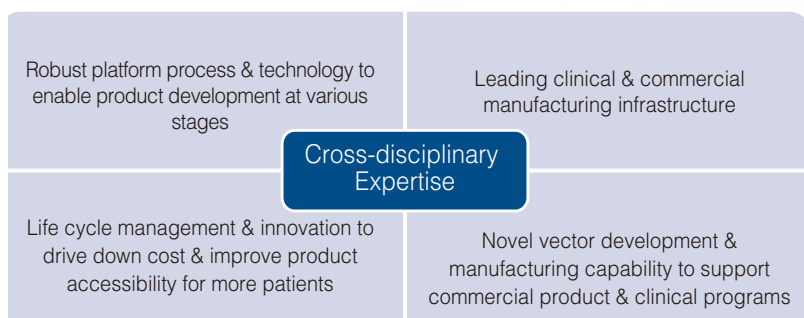 Robust platform process & technology to
enable product development at various
stages
Leading clinical & commercial
manufacturing infrastructure
Cross-disciplinary
Expertise
Life cycle management & innovation to
drive down cost & improve product
accessibility for more patients
Novel vector development &
manufacturing capability to support
commercial product & clinical programs